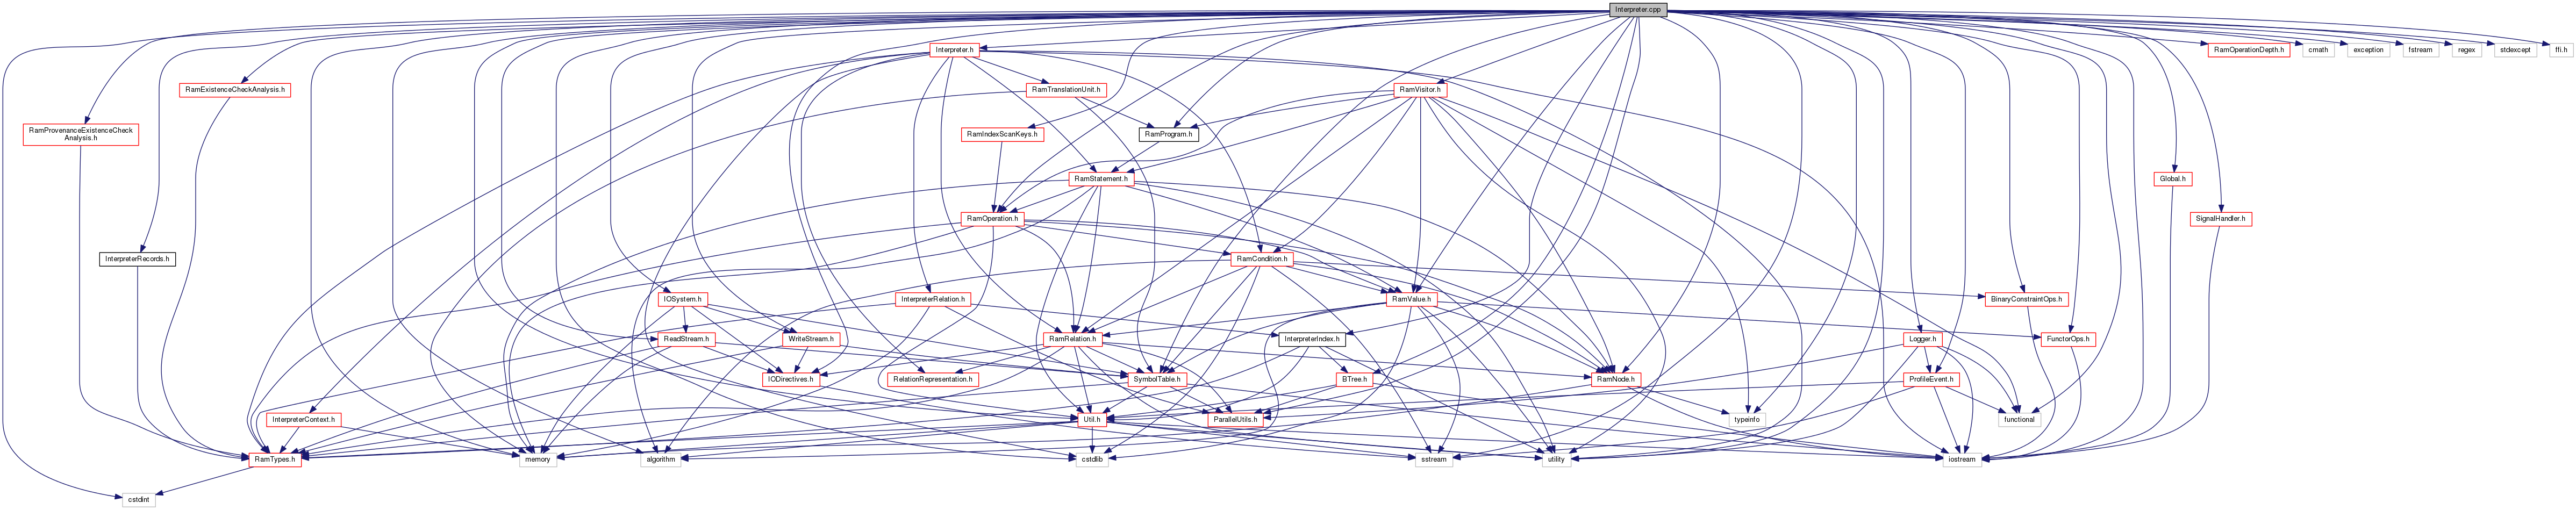 Interpreter.cpp
Interpreter.h
RamOperationDepth.h
cmath
exception
fstream
regex
stdexcept
ffi.h
RamExistenceCheckAnalysis.h
RamTranslationUnit.h
RamVisitor.h
RamProvenanceExistenceCheck
Analysis.h
RamIndexScanKeys.h
RamProgram.h
RamStatement.h
Global.h
RamOperation.h
SignalHandler.h
InterpreterRecords.h
RamCondition.h
IOSystem.h
InterpreterRelation.h
RamValue.h
BinaryConstraintOps.h
ReadStream.h
WriteStream.h
RamRelation.h
InterpreterIndex.h
Logger.h
FunctorOps.h
IODirectives.h
RelationRepresentation.h
SymbolTable.h
BTree.h
RamNode.h
ProfileEvent.h
InterpreterContext.h
Util.h
ParallelUtils.h
typeinfo
functional
RamTypes.h
memory
algorithm
cstdlib
sstream
utility
iostream
cstdint